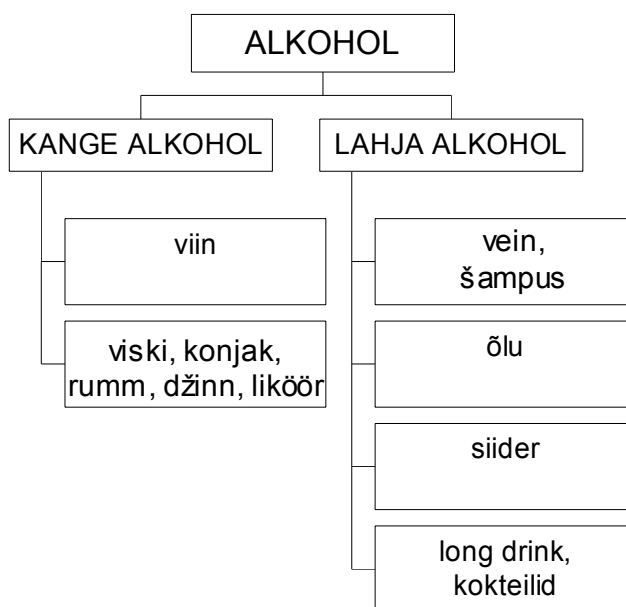 ALKOHOL
KANGE ALKOHOL
LAHJA ALKOHOL
viin
viski, konjak,
rumm, džinn, liköör
vein,
šampus
õlu
siider
long drink,
kokteilid